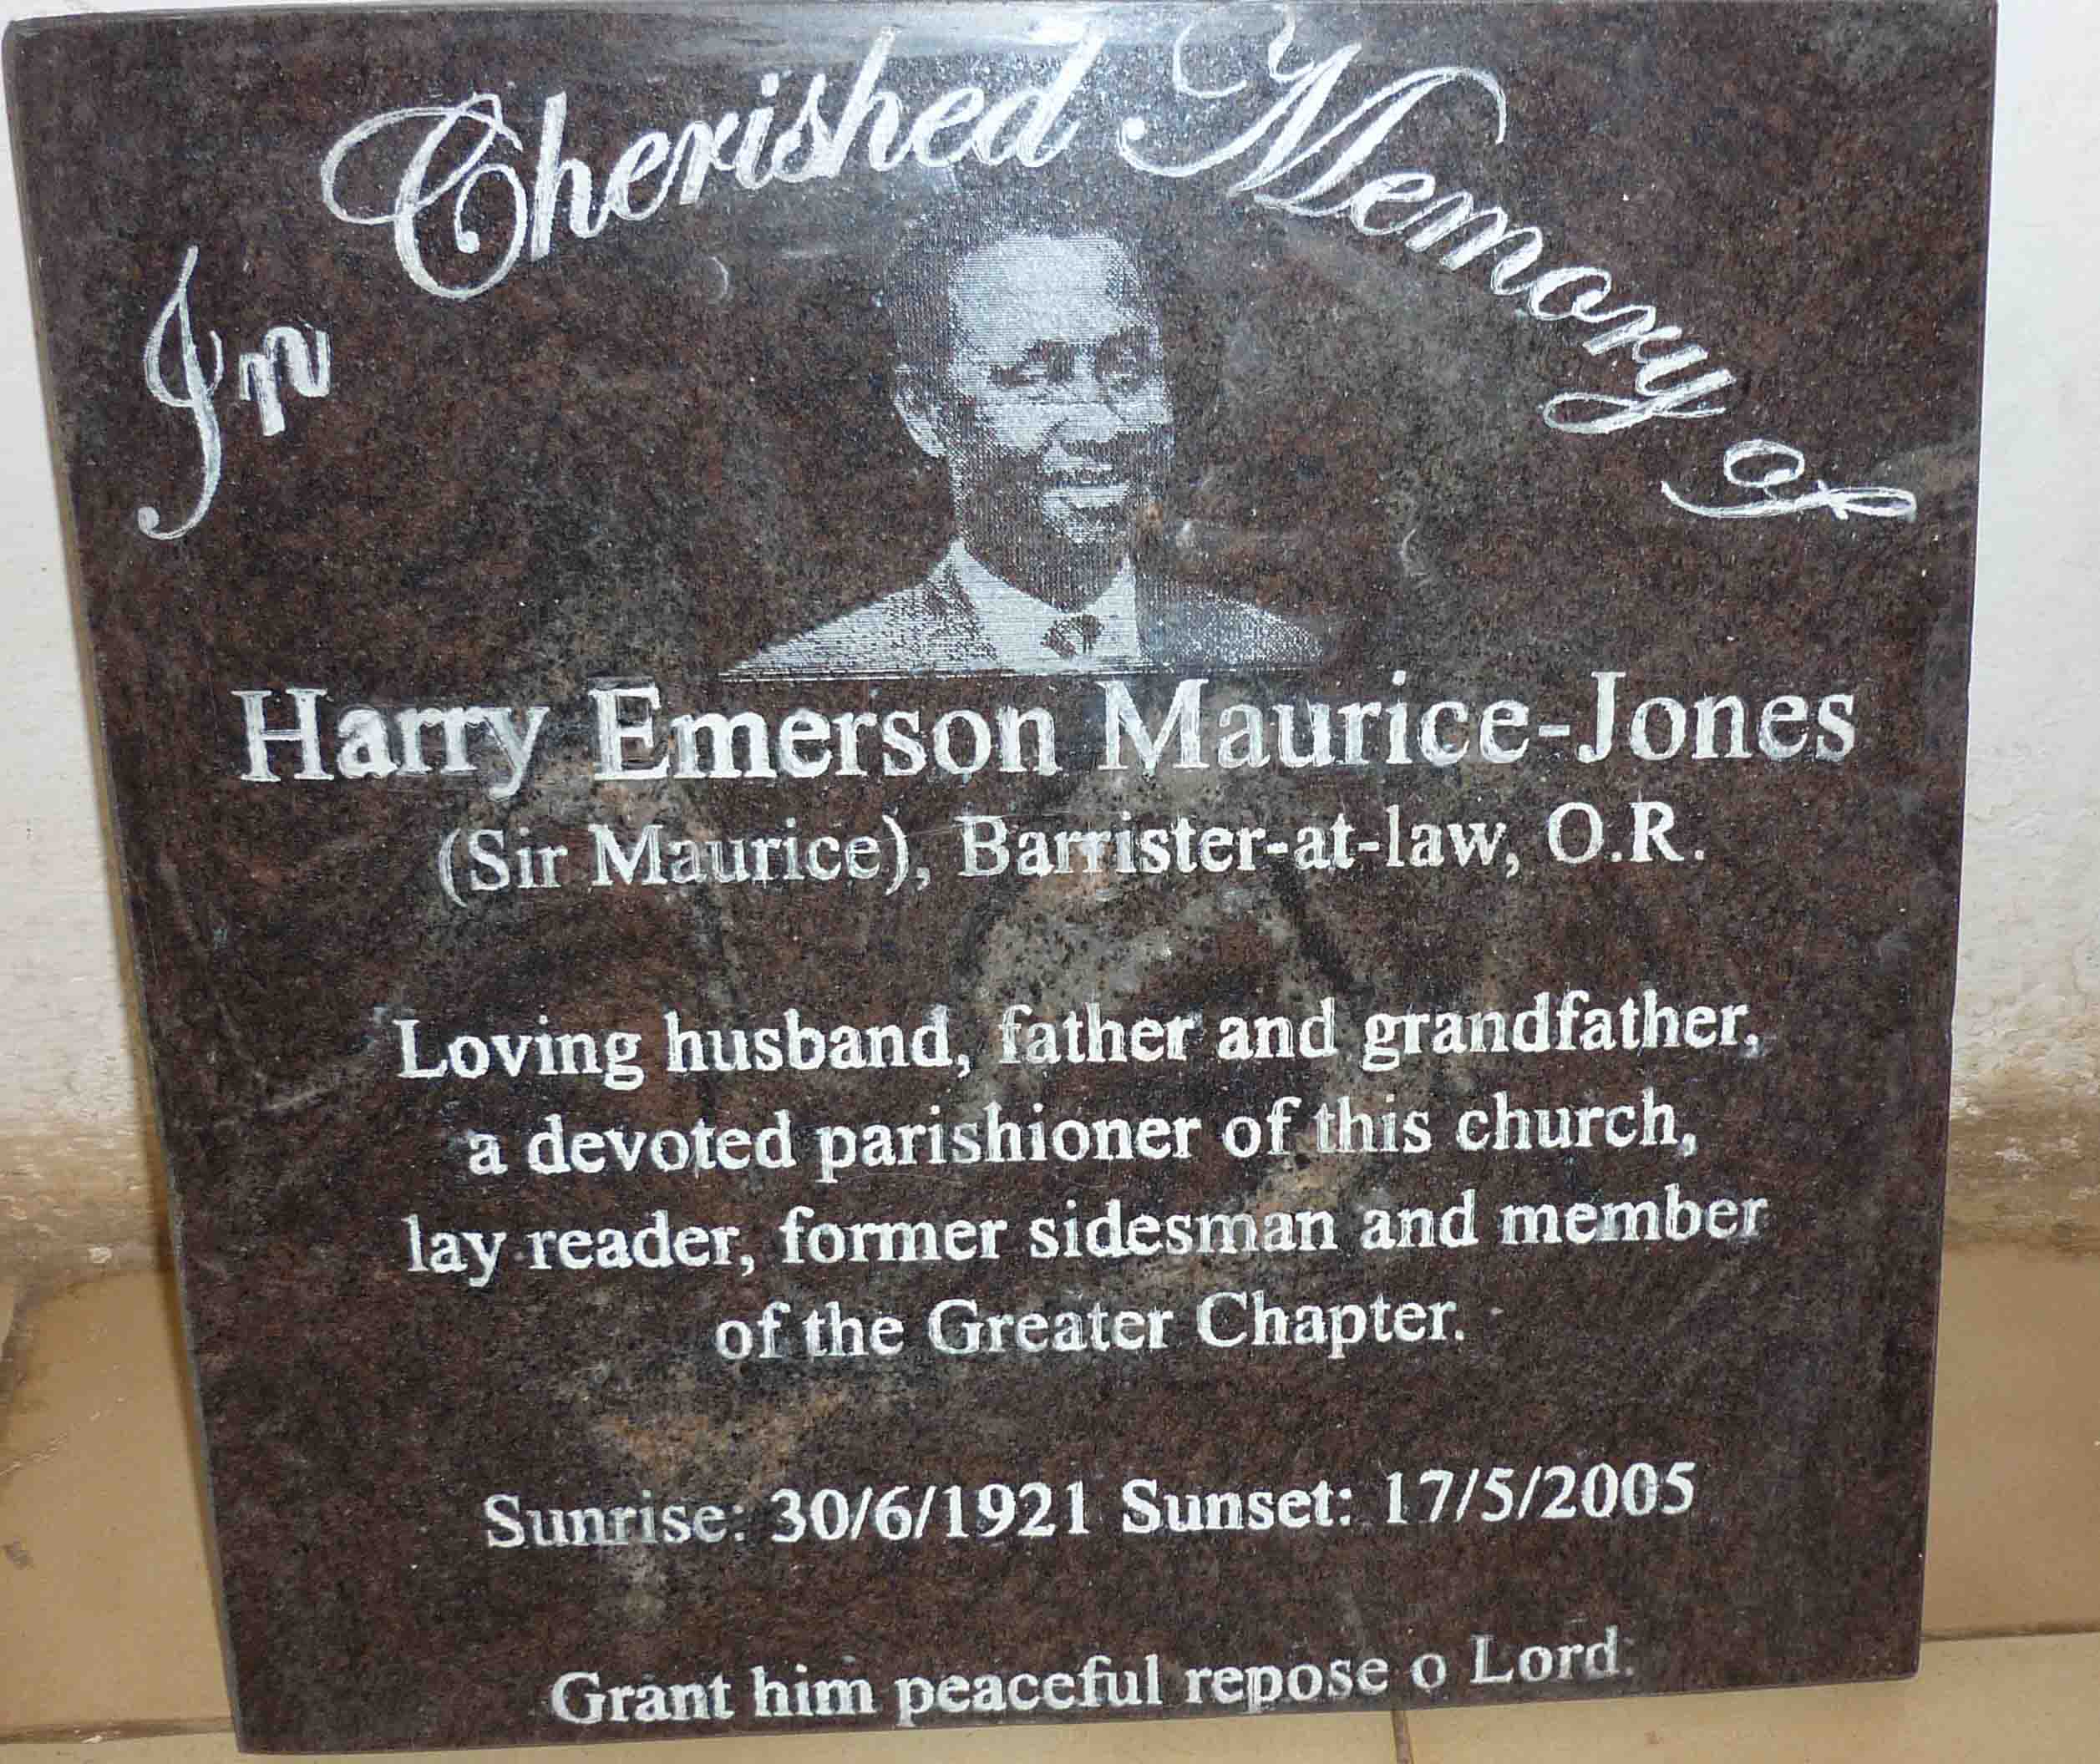 In Cherished Memory of
Harry Emerson Maurice-Jones
(Sir Maurice), Barrister-at-law, O.R.
Loving husband, father and grandfather,
a devoted parishioner of this church,
lay reader, former sidesman and member
of the Greater Chapter.
Sunrise: 30/6/1921 Sunset: 17/5/2005
Grant him peaceful repose o Lord.